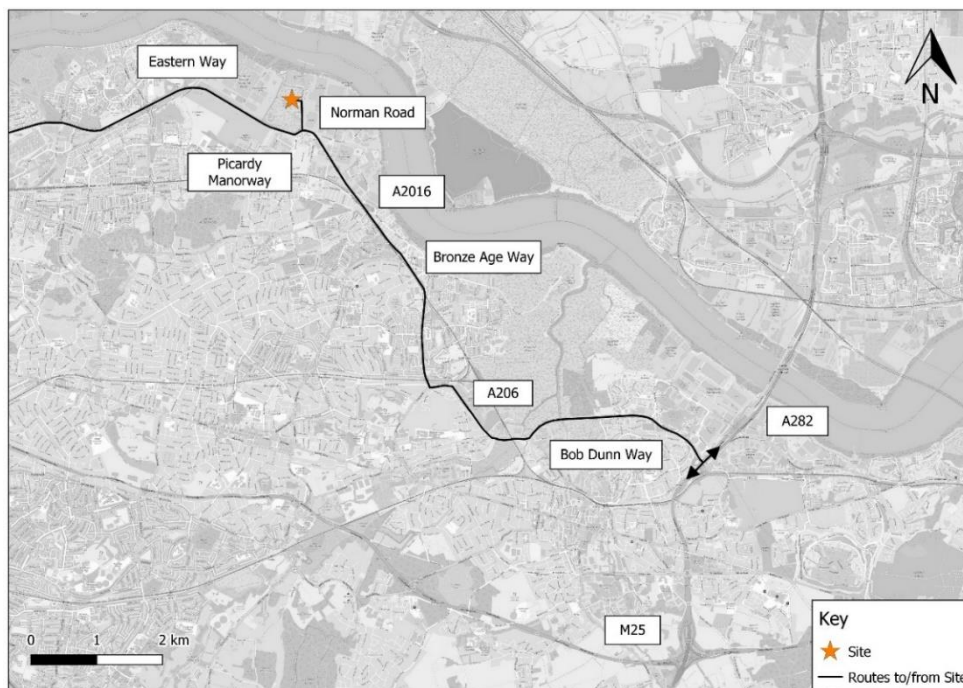 Eastern Way
Norman Road
N
Picardy
Manorway
A2016
Bronze Age Way
A206
A282
Bob Dunn Way
M25
0 1 2 km
Key
Site
Routes to/from Site